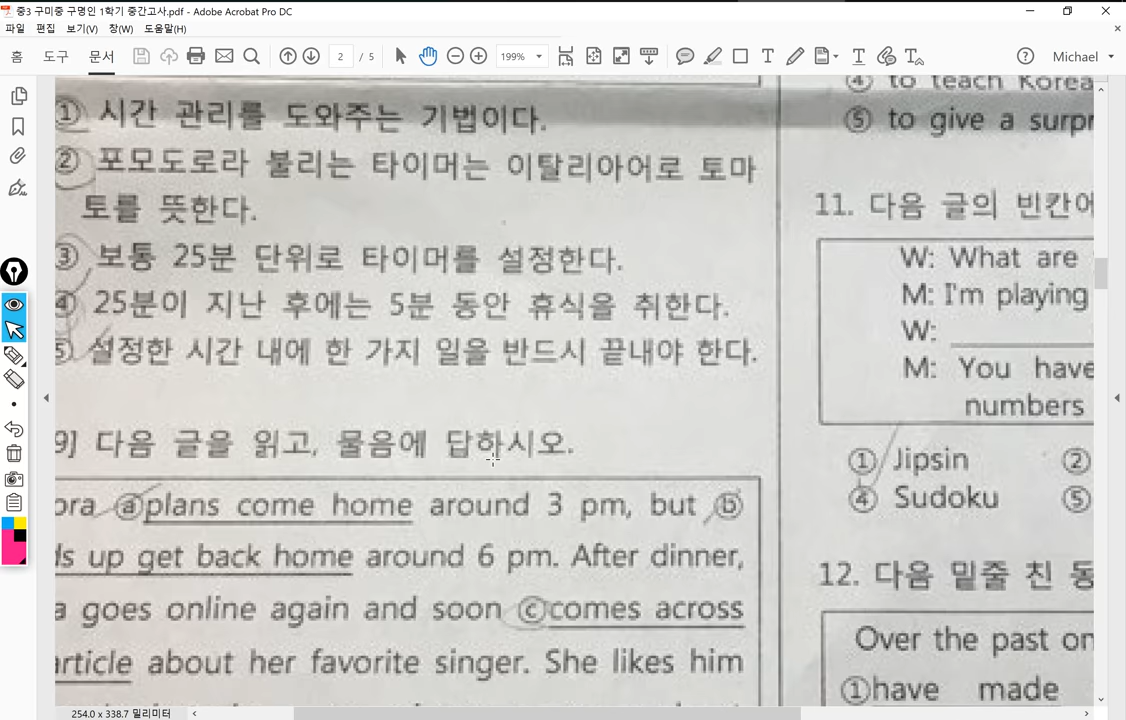 중3 구미중 구명인 1학기 중간고사.pdf - Adobe Acrobat Pro DC
파일 편집 보기(V) 창(W) 도움말(H)
홈 도구 문서 2 / 5 199% Michael
① 시간 관리를 도와주는 기법이다.
② 포모도로라 불리는 타이머는 이탈리아어로 토마
토를 뜻한다.
③ 보통 25분 단위로 타이머를 설정한다.
④ 25분이 지난 후에는 5분 동안 휴식을 취한다.
⑤ 설정한 시간 내에 한 가지 일을 반드시 끝내야 한다.
9] 다음 글을 읽고, 물음에 답하시오.
ora ⓐplans come home around 3 pm, but ⓑ
ds up get back home around 6 pm. After dinner,
a goes online again and soon ⓒcomes across
article about her favorite singer. She likes him
④ to teach Korea
⑤ to give a surpr
11. 다음 글의 빈칸에
W: What are
M: I'm playing
W:
M: You have
numbers
① Jipsin ②
④ Sudoku ⑤
12. 다음 밑줄 친 동
Over the past on
①have made
254.0 x 338.7 밀리미터